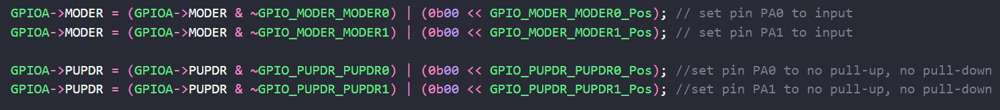 GPIOA->MODER = (GPIOA->MODER & ~GPIO_MODER_MODER0) | (0b00 << GPIO_MODER_MODER0_Pos); // set pin PA0 to input
GPIOA->MODER = (GPIOA->MODER & ~GPIO_MODER_MODER1) | (0b00 << GPIO_MODER_MODER1_Pos); // set pin PA1 to input
GPIOA->PUPDR = (GPIOA->PUPDR & ~GPIO_PUPDR_PUPDR0) | (0b00 << GPIO_PUPDR_PUPDR0_Pos); //set pin PA0 to no pull-up, no pull-down
GPIOA->PUPDR = (GPIOA->PUPDR & ~GPIO_PUPDR_PUPDR1) | (0b00 << GPIO_PUPDR_PUPDR1_Pos); //set pin PA1 to no pull-up, no pull-down